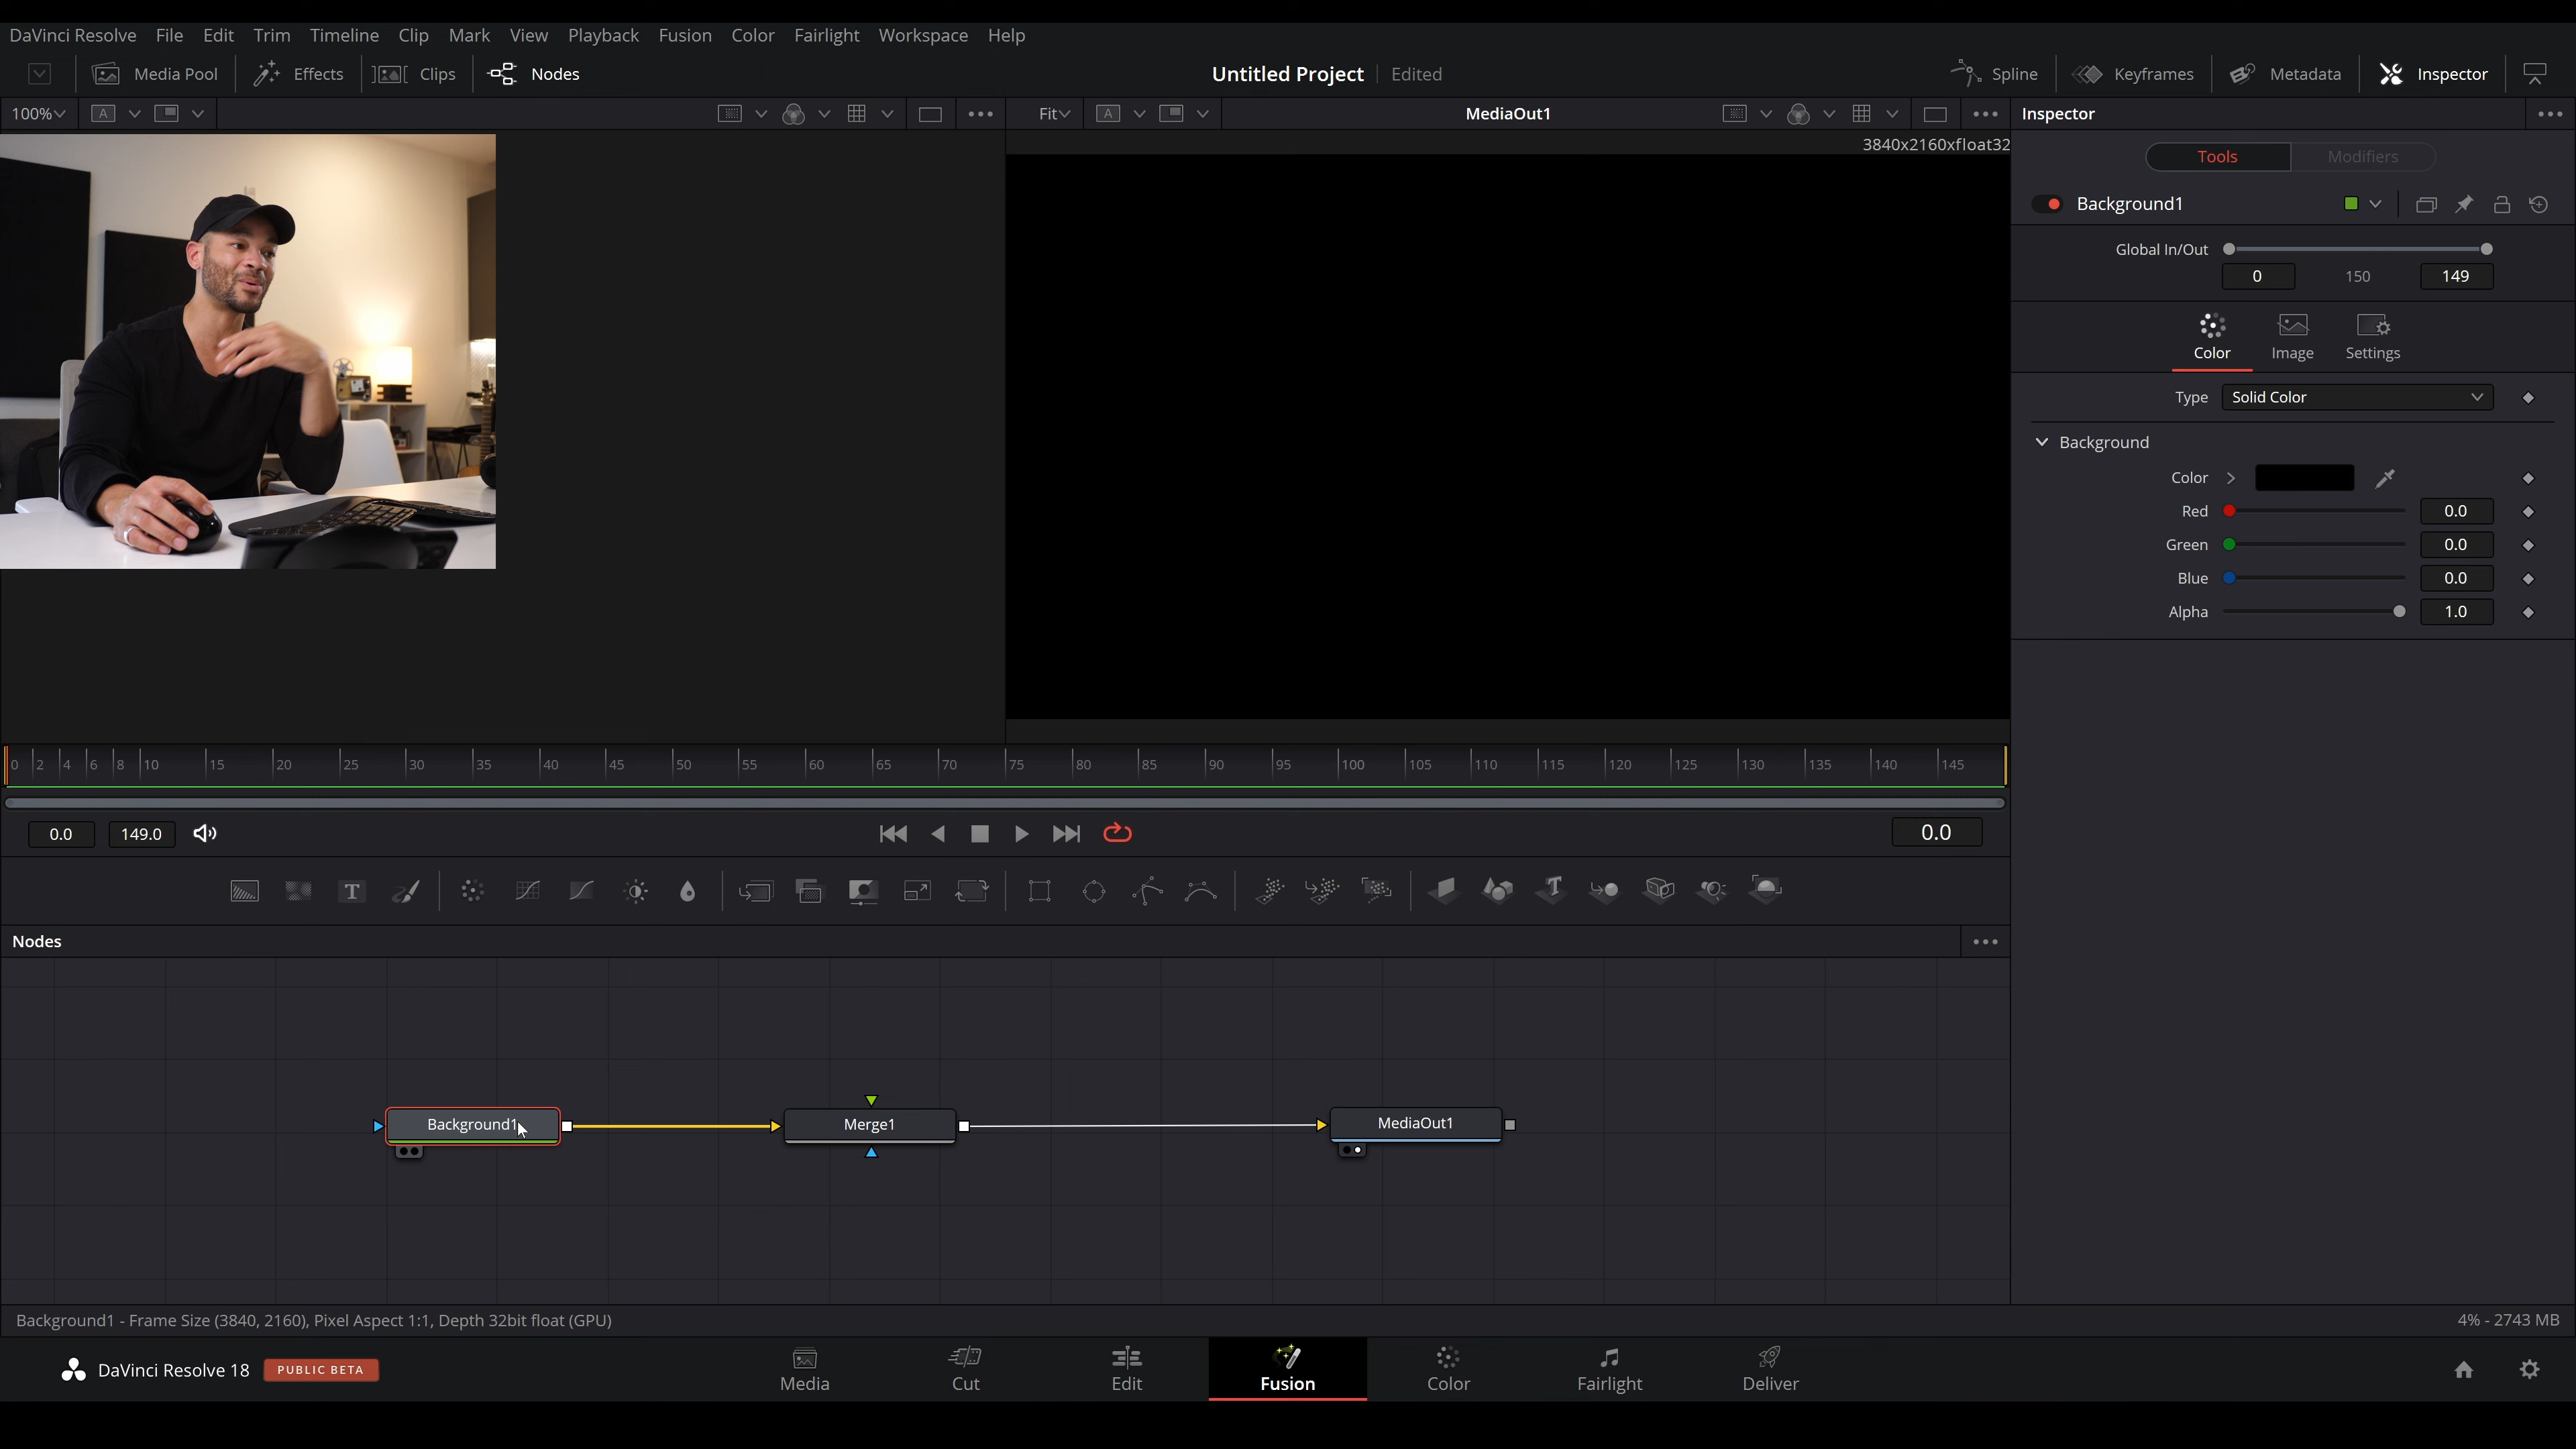 DaVinci Resolve File Edit Trim Timeline Clip Mark View Playback Fusion Color Fairlight Workspace Help
Media Pool Effects Clips Nodes Untitled Project Edited Spline Keyframes Metadata Inspector
100% A Fit A MediaOut1 Inspector
3840x2160xfloat32
Tools Modifiers
Background1
Global In/Out
0 150 149
Color Image Settings
Type Solid Color
Background
Color
Red 0.0
Green 0.0
Blue 0.0
Alpha 1.0
0 2 4 6 8 10 15 20 25 30 35 40 45 50 55 60 65 70 75 80 85 90 95 100 105 110 115 120 125 130 135 140 145
0.0 149.0 0.0
T T
Nodes
Background1 Merge1 MediaOut1
Background1 - Frame Size (3840, 2160), Pixel Aspect 1:1, Depth 32bit float (GPU) 4% - 2743 MB
DaVinci Resolve 18 PUBLIC BETA Media Cut Edit Fusion Color Fairlight Deliver